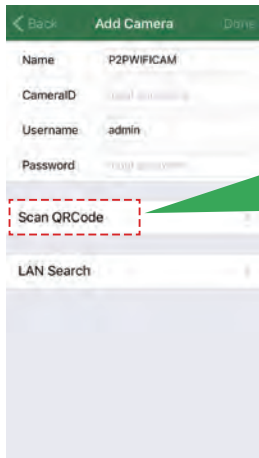 Back Add Camera Done
Name P2PWIFICAM
CameraID
Username admin
Password
Scan QRCode
LAN Search